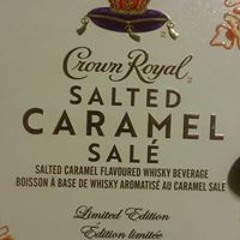 Crown Royal
SALTED
CARAMEL
SALÉ
SALTED CARAMEL FLAVOURED WHISKY BEVERAGE
BOISSON À BASE DE WHISKY AROMATISÉ AU CARAMEL SALÉ
Limited Edition
Édition limitée